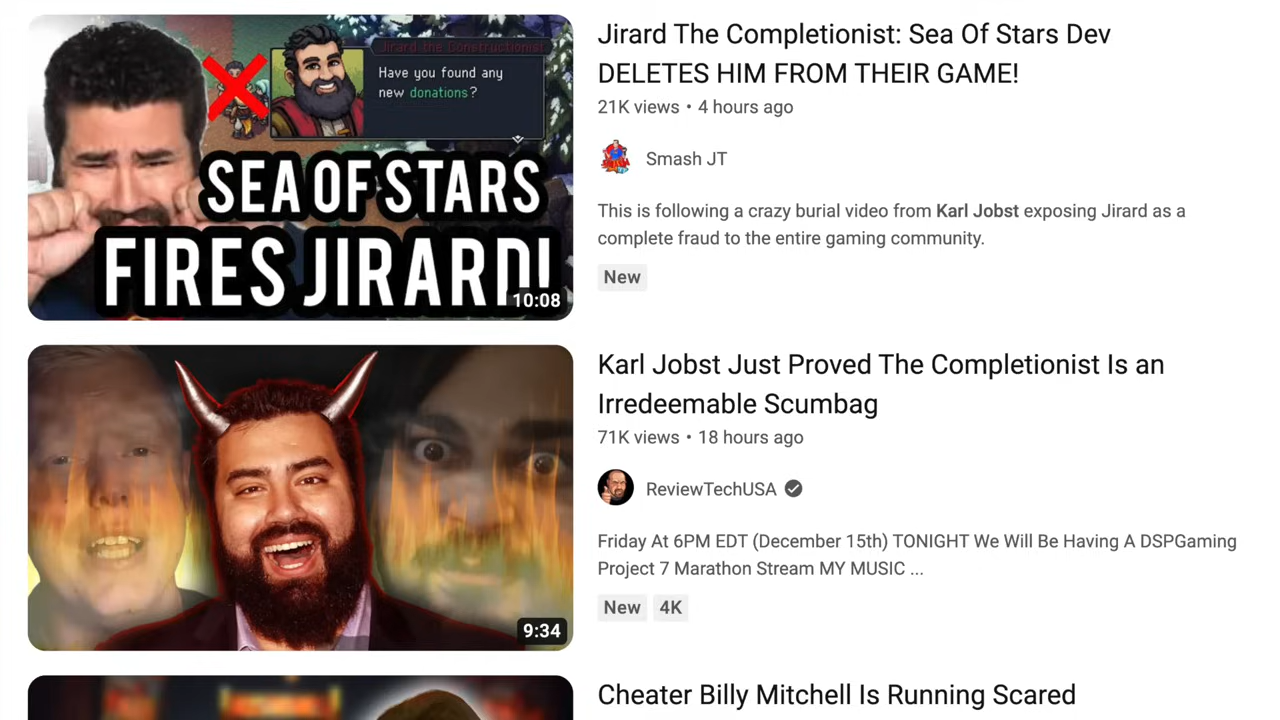 Jirard the Constructionist
Have you found any
new donations?
SEA OF STARS
FIRES JIRARD!
10:08
Jirard The Completionist: Sea Of Stars Dev
DELETES HIM FROM THEIR GAME!
21K views • 4 hours ago
Smash JT
This is following a crazy burial video from Karl Jobst exposing Jirard as a
complete fraud to the entire gaming community.
New
9:34
Karl Jobst Just Proved The Completionist Is an
Irredeemable Scumbag
71K views • 18 hours ago
ReviewTechUSA
Friday At 6PM EDT (December 15th) TONIGHT We Will Be Having A DSPGaming
Project 7 Marathon Stream MY MUSIC ...
New 4K
Cheater Billy Mitchell Is Running Scared